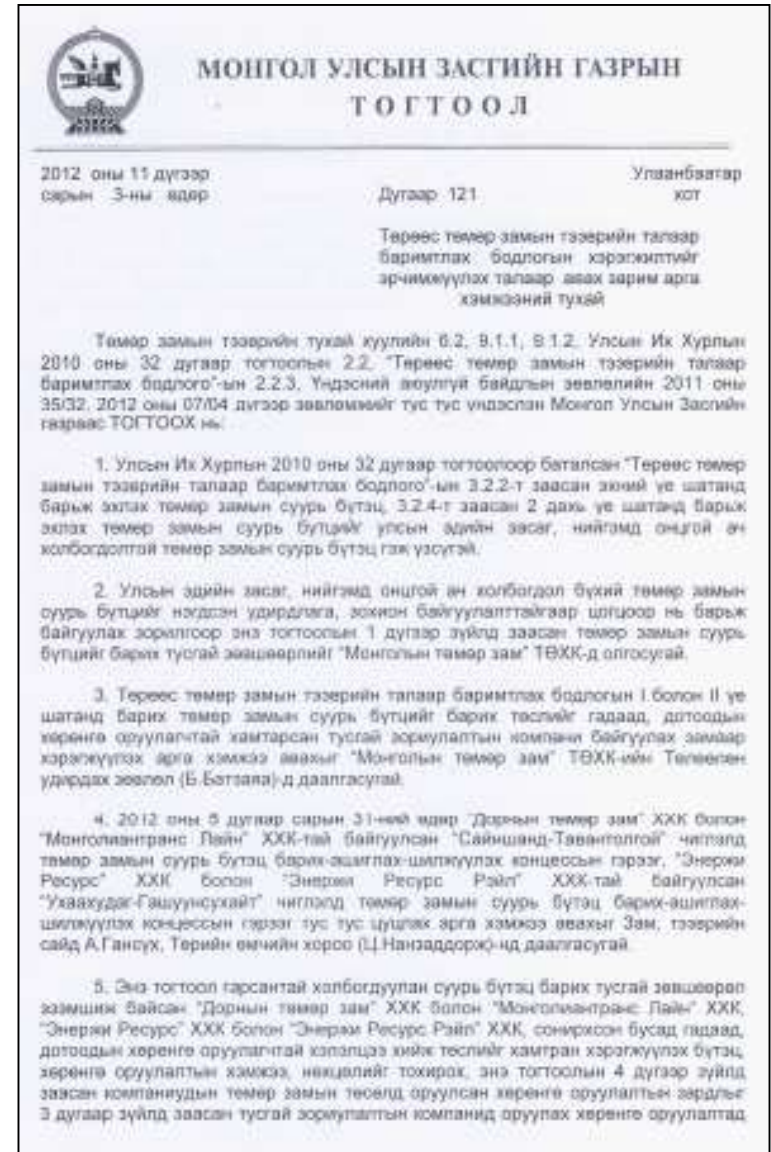 МОНГОЛ УЛСЫН ЗАСГИЙН ГАЗРЫН
ТОГТООЛ
2012 оны 11 дүгээр
сарын 3-ны өдөр
Дугаар 121
Улаанбаатар
хот
Төрөөс төмөр замын тээврийн талаар
баримтлах бодлогын хэрэгжилтийг
эрчимжүүлэх талаар авах зарим арга
хэмжээний тухай
Төмөр замын тээврийн тухай хуулийн 6.2, 9.1.1, 9.1.2, Улсын Их Хурлын
2010 оны 32 дугаар тогтоолын 2.2, "Төрөөс төмөр замын тээврийн талаар
баримтлах бодлого"-ын 2.2.3, Үндэсний аюулгүй байдлын зөвлөлийн 2011 оны
35/32, 2012 оны 07/04 дүгээр зөвлөмжийг тус тус үндэслэн Монгол Улсын Засгийн
газраас ТОГТООХ нь:
1. Улсын Их Хурлын 2010 оны 32 дугаар тогтоолоор баталсан "Төрөөс төмөр
замын тээврийн талаар баримтлах бодлого"-ын 3.2.2-т заасан эхний үе шатанд
барьж эхлэх төмөр замын суурь бүтэц, 3.2.4-т заасан 2 дахь үе шатанд барьж
эхлэх төмөр замын суурь бүтцийг улсын эдийн засаг, нийгэмд онцгой ач
холбогдолтой төмөр замын суурь бүтэц гэж үзсүгэй.
2. Улсын эдийн засаг, нийгэмд онцгой ач холбогдол бүхий төмөр замын
суурь бүтцийг нэгдсэн удирдлага, зохион байгуулалттайгаар цогцоор нь барьж
байгуулах зорилгоор энэ тогтоолын 1 дүгээр зүйлд заасан төмөр замын суурь
бүтцийг барих тусгай зөвшөөрлийг "Монголын төмөр зам" ТӨХК-д олгосугай.
3. Төрөөс төмөр замын тээврийн талаар баримтлах бодлогын I болон II үе
шатанд барих төмөр замын суурь бүтцийг барих төслийг гадаад, дотоодын
хөрөнгө оруулагчтай хамтарсан тусгай зориулалтын компани байгуулах замаар
хэрэгжүүлэх арга хэмжээ авахыг "Монголын төмөр зам" ТӨХК-ийн Төлөөлөн
удирдах зөвлөл (Б.Батзаяа)-д даалгасугай.
4. 2012 оны 5 дугаар сарын 31-ний өдөр "Дорнын төмөр зам" ХХК болон
"Монголиантранс Лайн" ХХК-тай байгуулсан "Сайншанд-Тавантолгой" чиглэлд
төмөр замын суурь бүтэц барих-ашиглах-шилжүүлэх концессын гэрээг, "Энержи
Ресурс" ХХК болон "Энержи Ресурс Рэйл" ХХК-тай байгуулсан
"Ухаахудаг-Гашуунсухайт" чиглэлд төмөр замын суурь бүтэц барих-ашиглах-
шилжүүлэх концессын гэрээг тус тус цуцлах арга хэмжээ авахыг Зам, тээврийн
сайд А.Гансүх, Төрийн өмчийн хороо (Ц.Нанзаддорж)-нд даалгасугай.
5. Энэ тогтоол гарсантай холбогдуулан суурь бүтэц барих тусгай зөвшөөрөл
эзэмшиж байсан "Дорнын төмөр зам" ХХК болон "Монголиантранс Лайн" ХХК,
"Энержи Ресурс" ХХК болон "Энержи Ресурс Рэйл" ХХК, сонирхсон бусад гадаад,
дотоодын хөрөнгө оруулагчтай хэлэлцээ хийж төслийг хамтран хэрэгжүүлэх бүтэц,
хөрөнгө оруулалтын хэмжээ, нөхцөлийг тохирох, энэ тогтоолын 4 дүгээр зүйлд
заасан компаниудын төмөр замын төсөлд оруулсан хөрөнгө оруулалтын зардлыг
3 дугаар зүйлд заасан тусгай зориулалтын компанид оруулах хөрөнгө оруулалтад